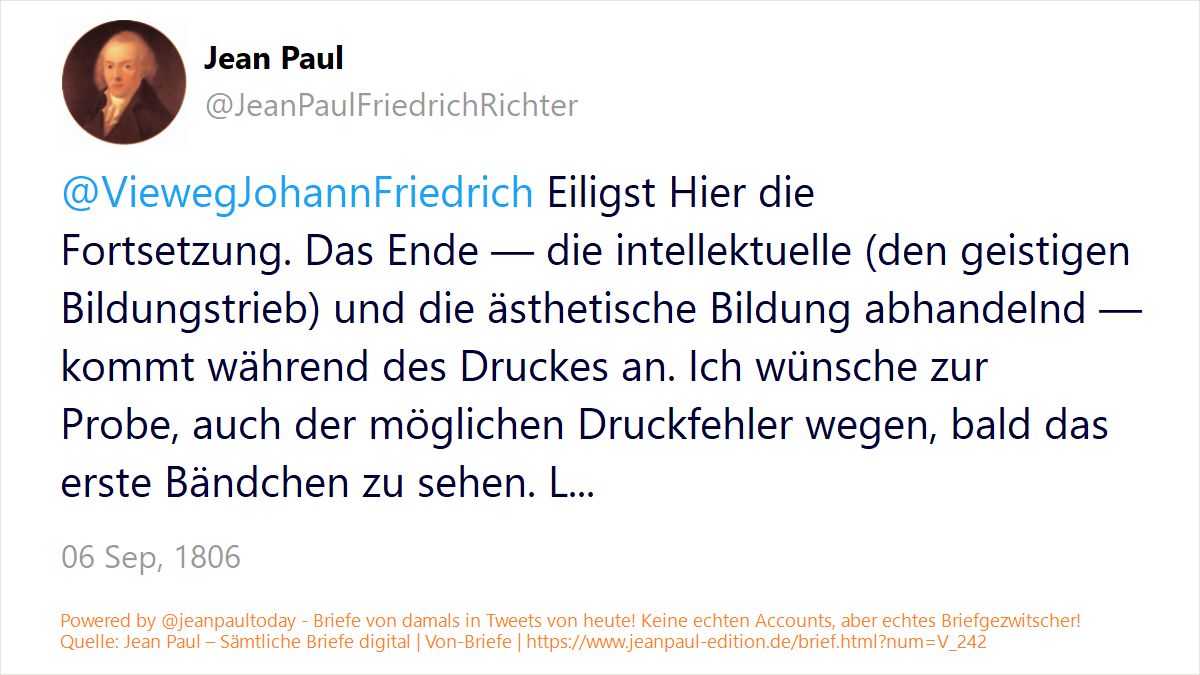 Jean Paul
@JeanPaulFriedrichRichter
@ViewegJohannFriedrich Eiligst Hier die
Fortsetzung. Das Ende — die intellektuelle (den geistigen
Bildungstrieb) und die ästhetische Bildung abhandelnd —
kommt während des Druckes an. Ich wünsche zur
Probe, auch der möglichen Druckfehler wegen, bald das
erste Bändchen zu sehen. L...
06 Sep, 1806
Powered by @jeanpaultoday - Briefe von damals in Tweets von heute! Keine echten Accounts, aber echtes Briefgezwitscher!
Quelle: Jean Paul – Sämtliche Briefe digital | Von-Briefe | https://www.jeanpaul-edition.de/brief.html?num=V_242